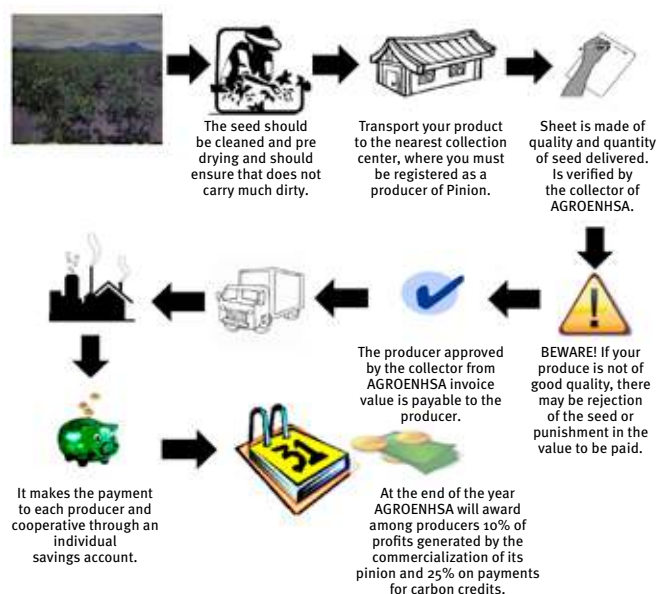 The seed should
be cleaned and pre
drying and should
ensure that does not
carry much dirty.
Transport your product
to the nearest collection
center, where you must
be registered as a
producer of Pinion.
Sheet is made of
quality and quantity
of seed delivered.
Is verified by
the collector of
AGROENHSA.
BEWARE! If your
produce is not of
good quality, there
may be rejection
of the seed or
punishment in the
value to be paid.
The producer approved
by the collector from
AGROENHSA invoice
value is payable to the
producer.
It makes the payment
to each producer and
cooperative through an
individual
savings account.
31
At the end of the year
AGROENHSA will award
among producers 10% of
profits generated by the
commercialization of its
pinion and 25% on payments
for carbon credits.